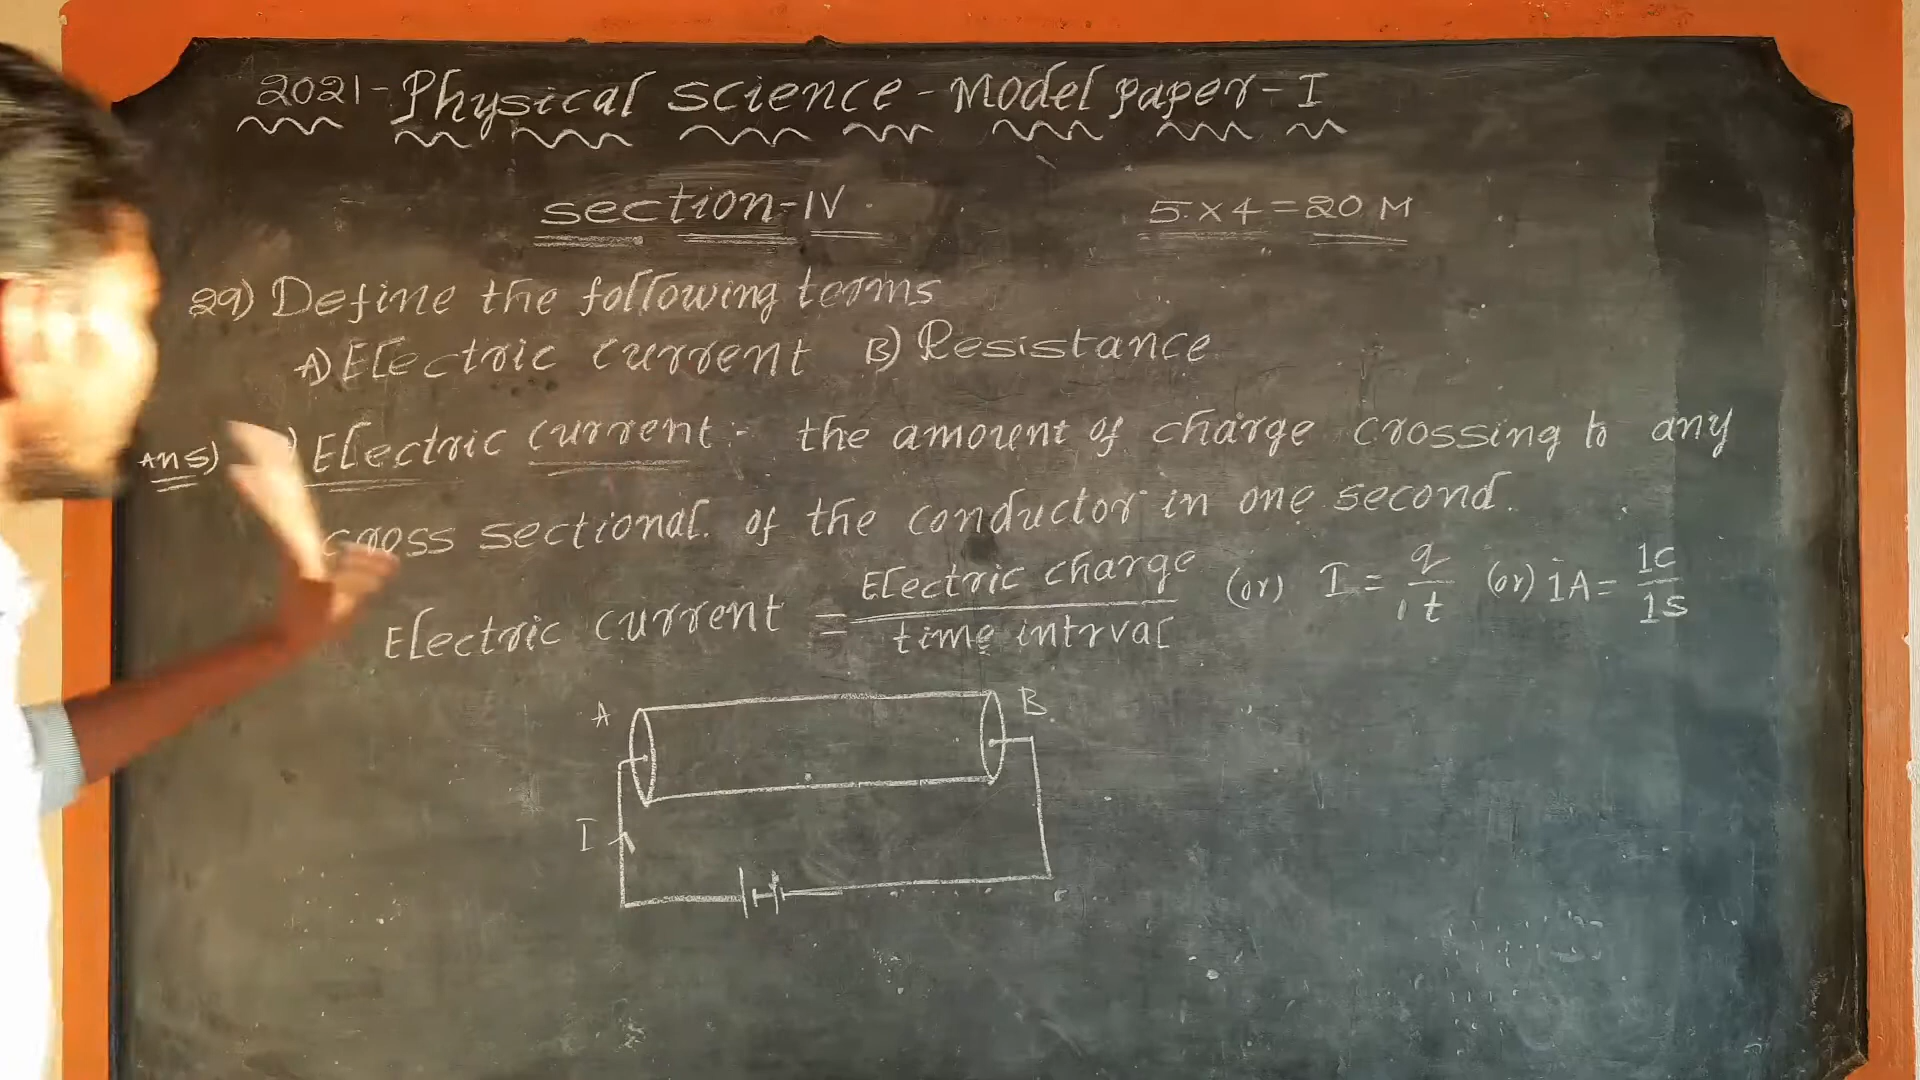 2021-Physical science-Model paper-I
section-IV 5×4=20 M
29) Define the following terms
A) Electric current B) Resistance
Ans) ) Electric current:- the amount of charge crossing to any
cross sectional. of the conductor in one second.
Electric current = Electric charge / time intrval (or) I = q / t (or) 1A = 1C / 1S
A B
I